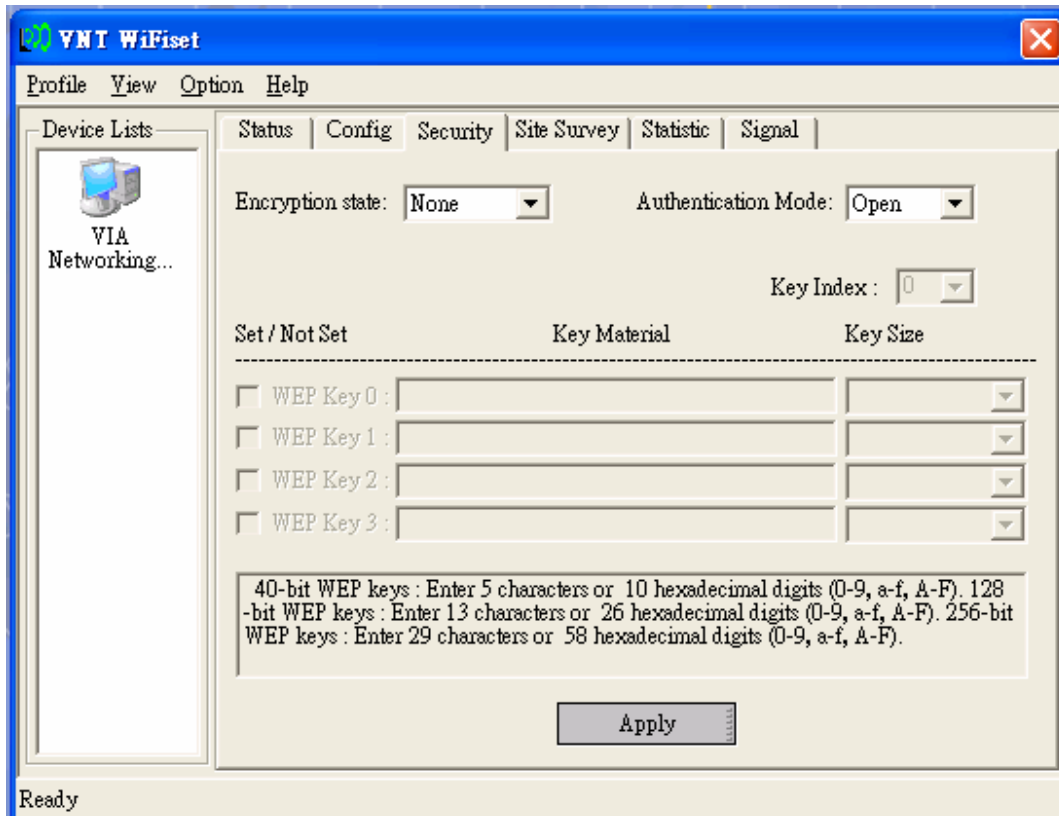 VNT WiFiset
Profile View Option Help
Device Lists
VIA
Networking...
Status Config Security Site Survey Statistic Signal
Encryption state: None Authentication Mode: Open
Key Index : 0
Set / Not Set Key Material Key Size
WEP Key 0 :
WEP Key 1 :
WEP Key 2 :
WEP Key 3 :
40-bit WEP keys : Enter 5 characters or 10 hexadecimal digits (0-9, a-f, A-F). 128
-bit WEP keys : Enter 13 characters or 26 hexadecimal digits (0-9, a-f, A-F). 256-bit
WEP keys : Enter 29 characters or 58 hexadecimal digits (0-9, a-f, A-F).
Apply
Ready